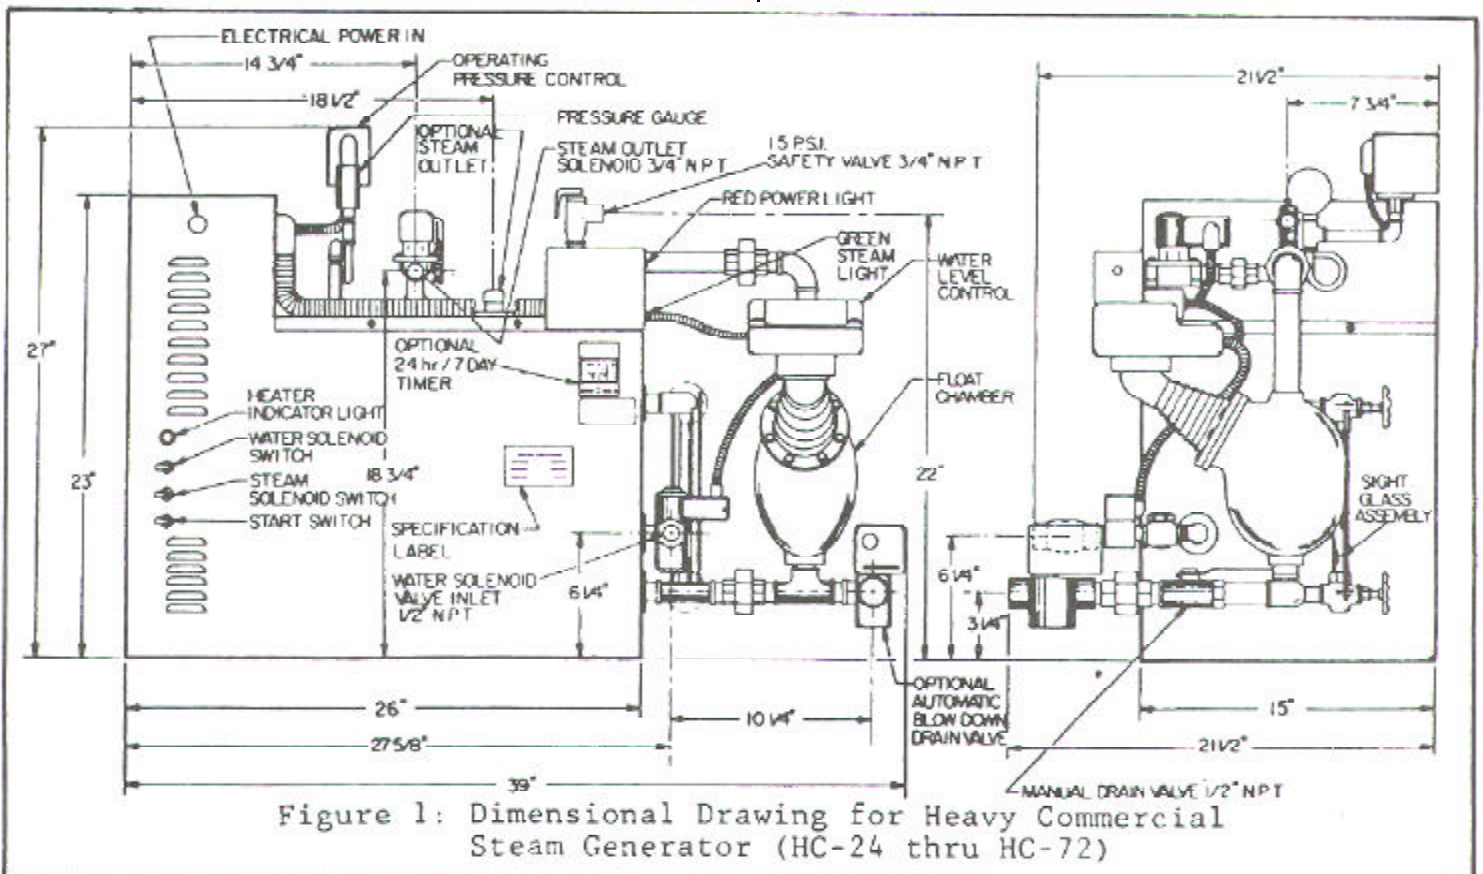 ELECTRICAL POWER IN
14 3/4"
OPERATING
PRESSURE CONTROL
18 1/2"
OPTIONAL
STEAM
OUTLET
PRESSURE GAUGE
STEAM OUTLET
SOLENOID 3/4" N P T
15 P.S.I.
SAFETY VALVE 3/4" N P T
RED POWER LIGHT
GREEN
STEAM
LIGHT
WATER
LEVEL
CONTROL
21 1/2"
7 3/4"
27"
23"
OPTIONAL
24 hr / 7 DAY
TIMER
HEATER
INDICATOR LIGHT
WATER SOLENOID
SWITCH
STEAM
SOLENOID SWITCH
START SWITCH
18 3/4"
SPECIFICATION
LABEL
WATER SOLENOID
VALVE INLET
1/2" N P T
6 1/4"
FLOAT
CHAMBER
22"
SIGHT
GLASS
ASSEMBLY
6 1/4"
3 1/4"
OPTIONAL
AUTOMATIC
BLOW DOWN
DRAIN VALVE
26"
10 1/4"
27 5/8"
39"
15"
21 1/2"
MANUAL DRAIN VALVE 1/2" N P T
Figure 1: Dimensional Drawing for Heavy Commercial
Steam Generator (HC-24 thru HC-72)